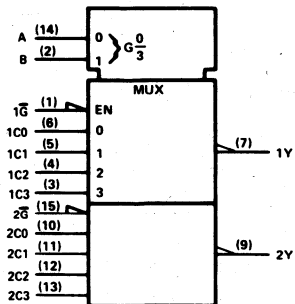 A (14) 0 } G 0/3
B (2) 1
MUX
1G̅ (1) EN
1C0 (6) 0
1C1 (5) 1 (7) 1Y
1C2 (4) 2
1C3 (3) 3
2G̅ (15)
2C0 (10)
2C1 (11) (9) 2Y
2C2 (12)
2C3 (13)